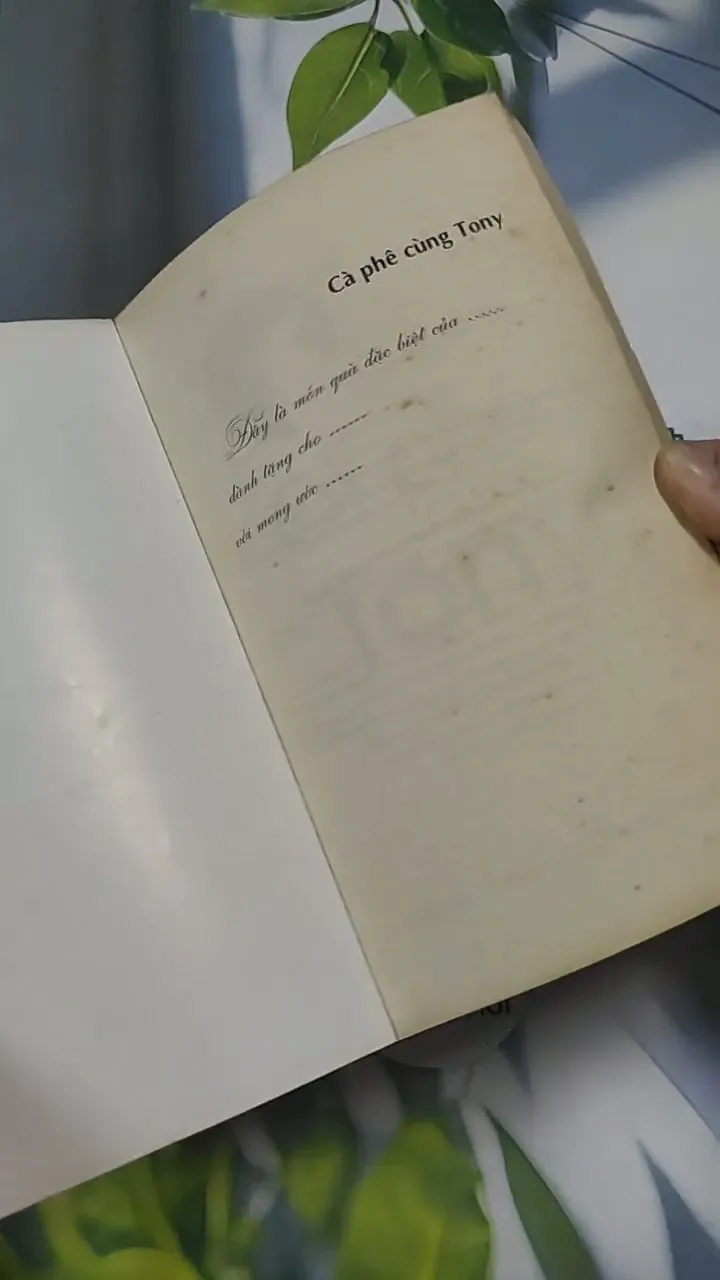 Cà phê cùng Tony
Đây là món quà đặc biệt của ......
dành tặng cho ......
với mong ước ......